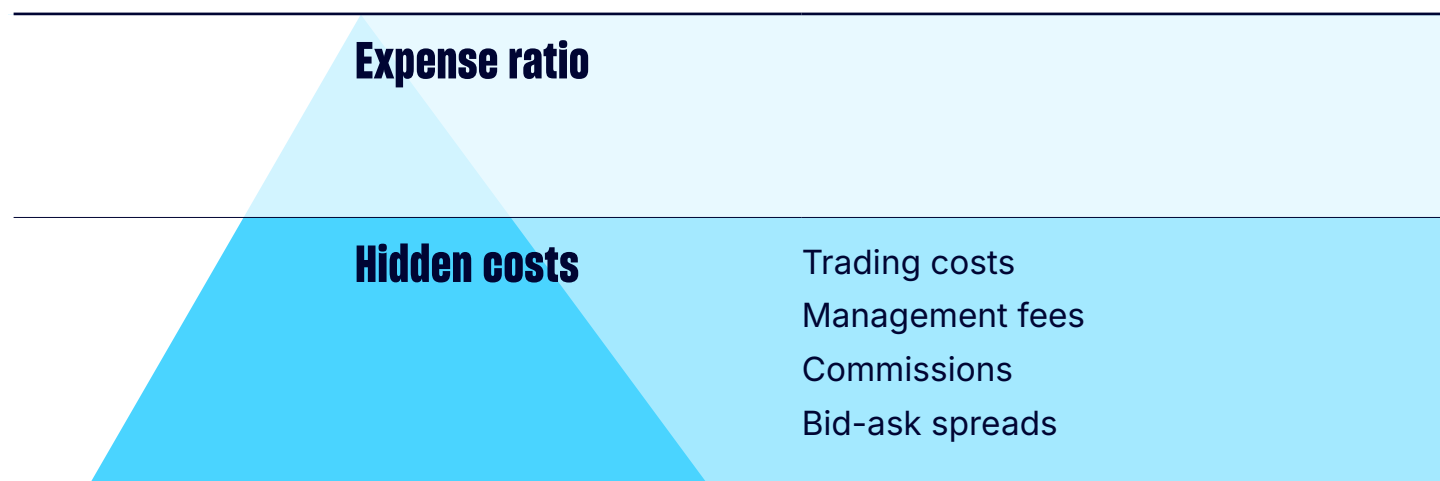 Expense ratio
Hidden costs
Trading costs
Management fees
Commissions
Bid-ask spreads